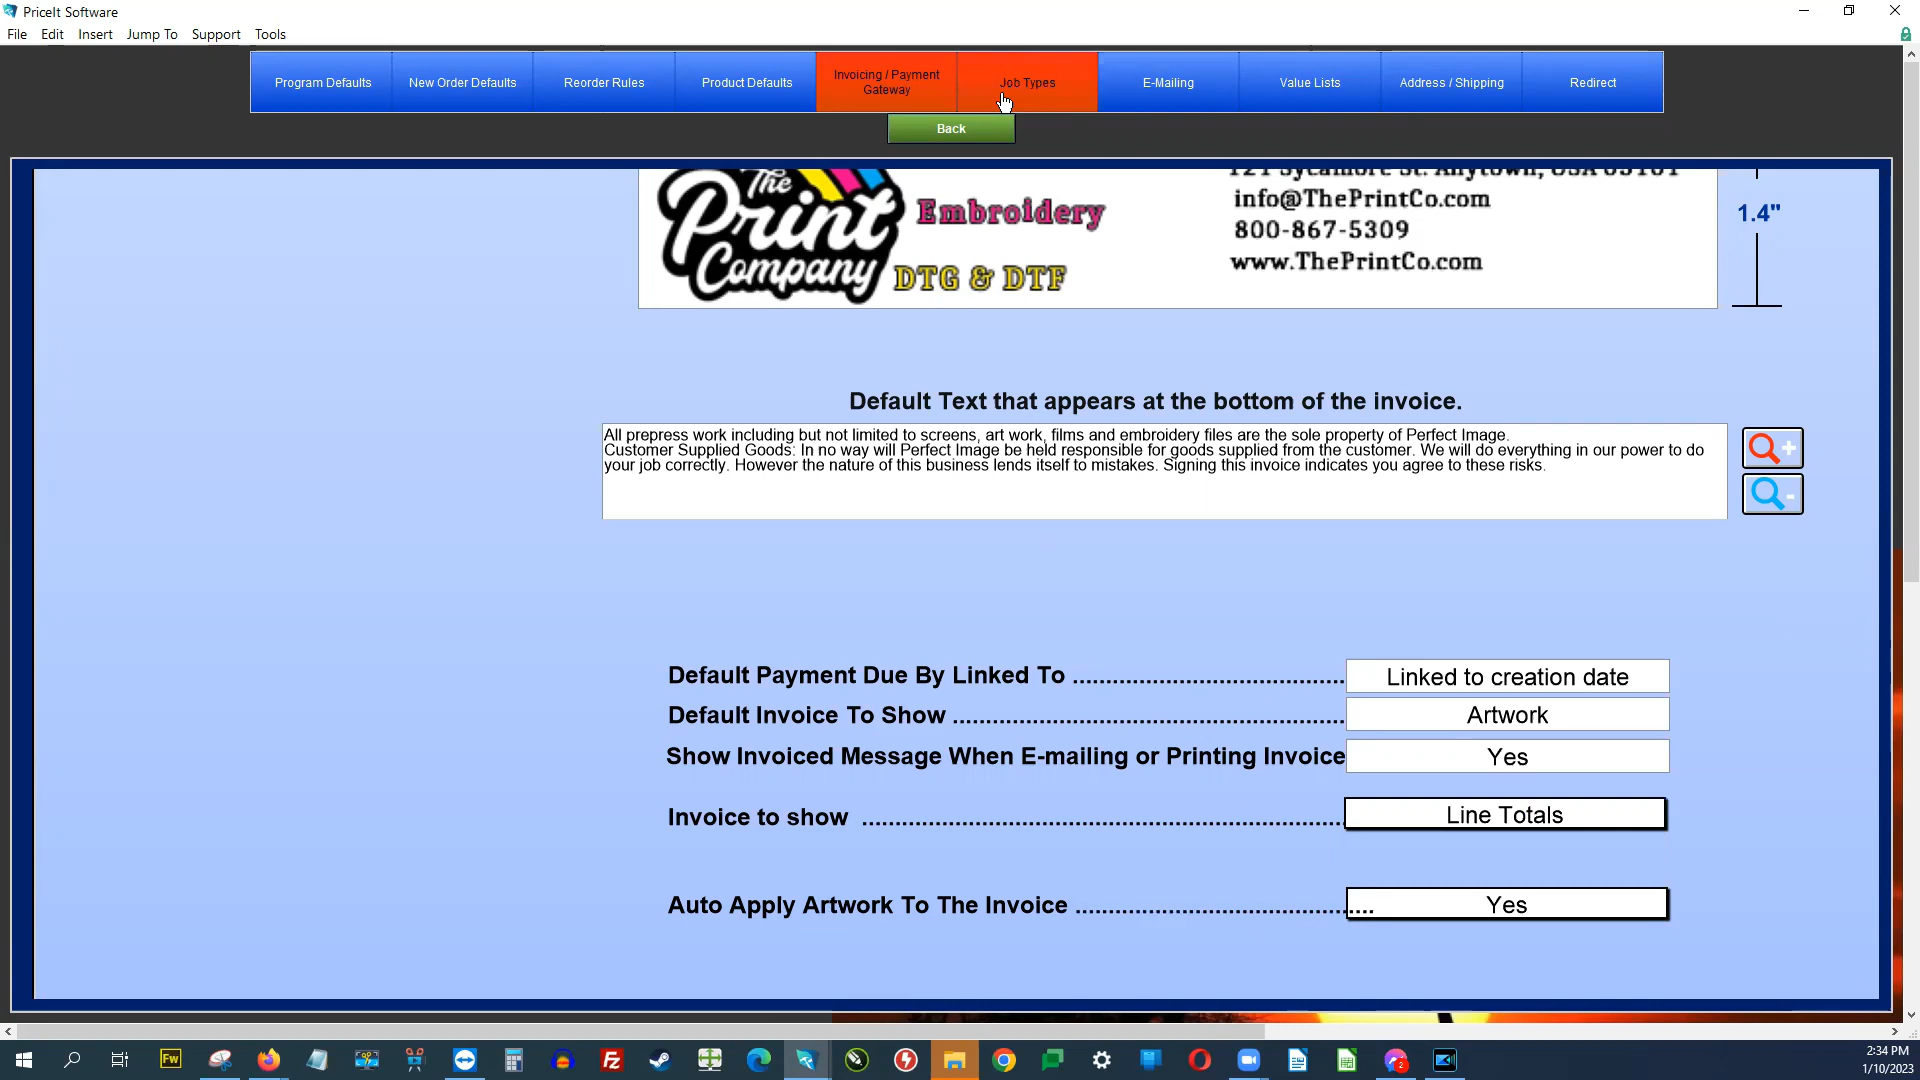 PriceIt Software
File Edit Insert Jump To Support Tools
Program Defaults
New Order Defaults
Reorder Rules
Product Defaults
Invoicing / Payment
Gateway
Job Types
E-Mailing
Value Lists
Address / Shipping
Redirect
Back
The
Print
Company
Embroidery
DTG & DTF
121 Sycamore St. Anytown, USA 65101
info@ThePrintCo.com
800-867-5309
www.ThePrintCo.com
1.4"
Default Text that appears at the bottom of the invoice.
All prepress work including but not limited to screens, art work, films and embroidery files are the sole property of Perfect Image.
Customer Supplied Goods: In no way will Perfect Image be held responsible for goods supplied from the customer. We will do everything in our power to do
your job correctly. However the nature of this business lends itself to mistakes. Signing this invoice indicates you agree to these risks.
Default Payment Due By Linked To ........................................ Linked to creation date
Default Invoice To Show .......................................................... Artwork
Show Invoiced Message When E-mailing or Printing Invoice Yes
Invoice to show ........................................................................ Line Totals
Auto Apply Artwork To The Invoice ............................................ Yes
Fw
2
2:34 PM
1/10/2023